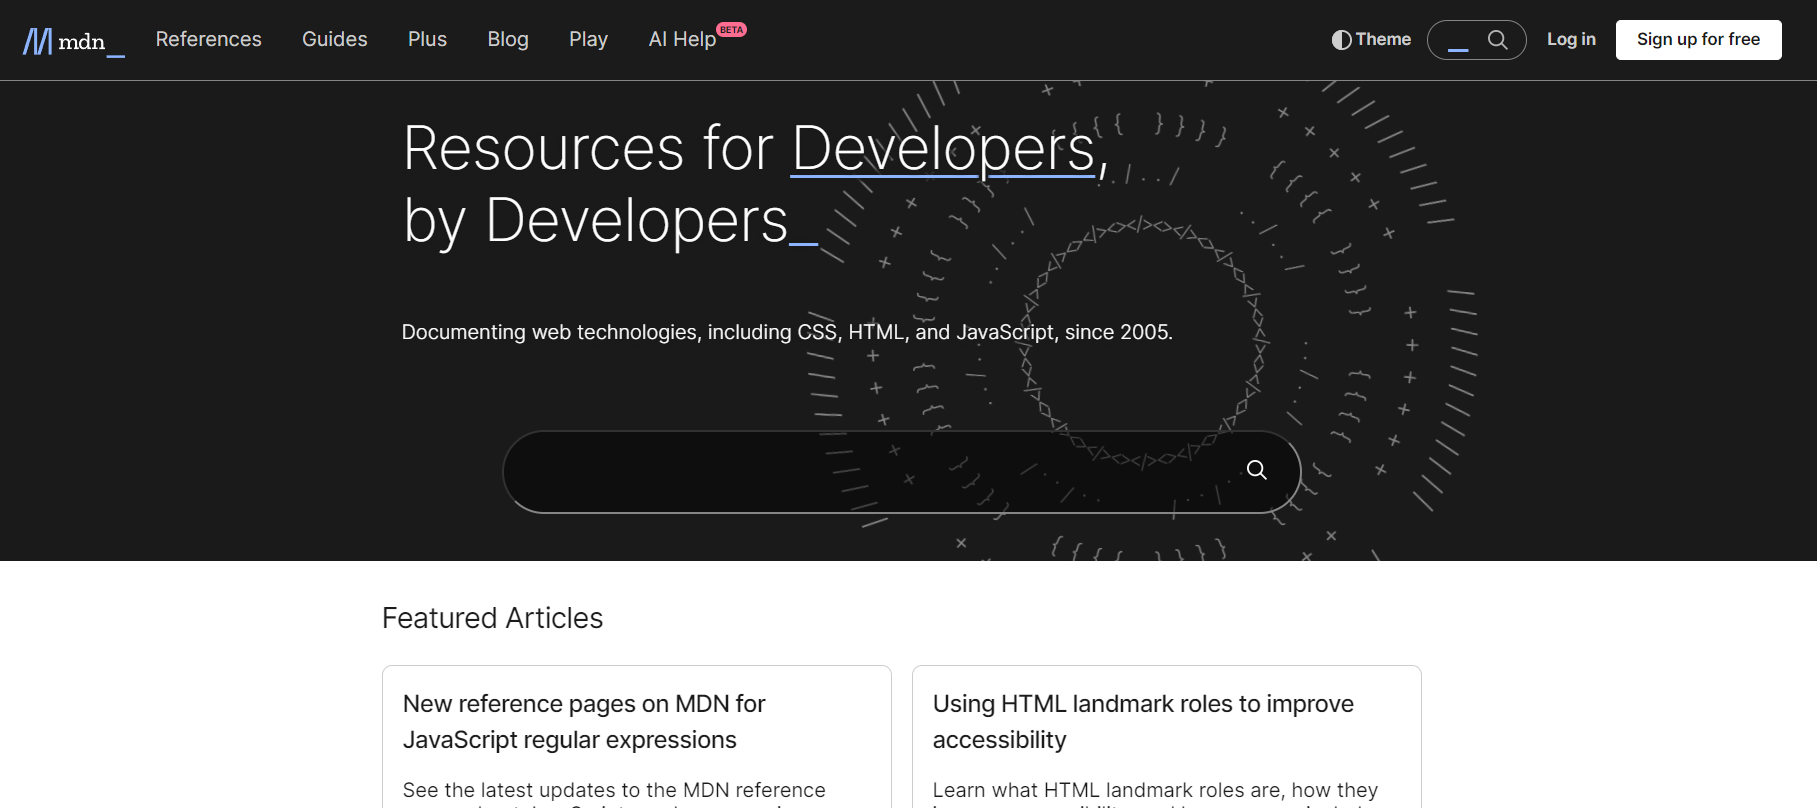 mdn_
References
Guides
Plus
Blog
Play
AI Help
BETA
Theme
Log in
Sign up for free
Resources for Developers,
by Developers_
Documenting web technologies, including CSS, HTML, and JavaScript, since 2005.
Featured Articles
New reference pages on MDN for
JavaScript regular expressions
See the latest updates to the MDN reference
Using HTML landmark roles to improve
accessibility
Learn what HTML landmark roles are, how they